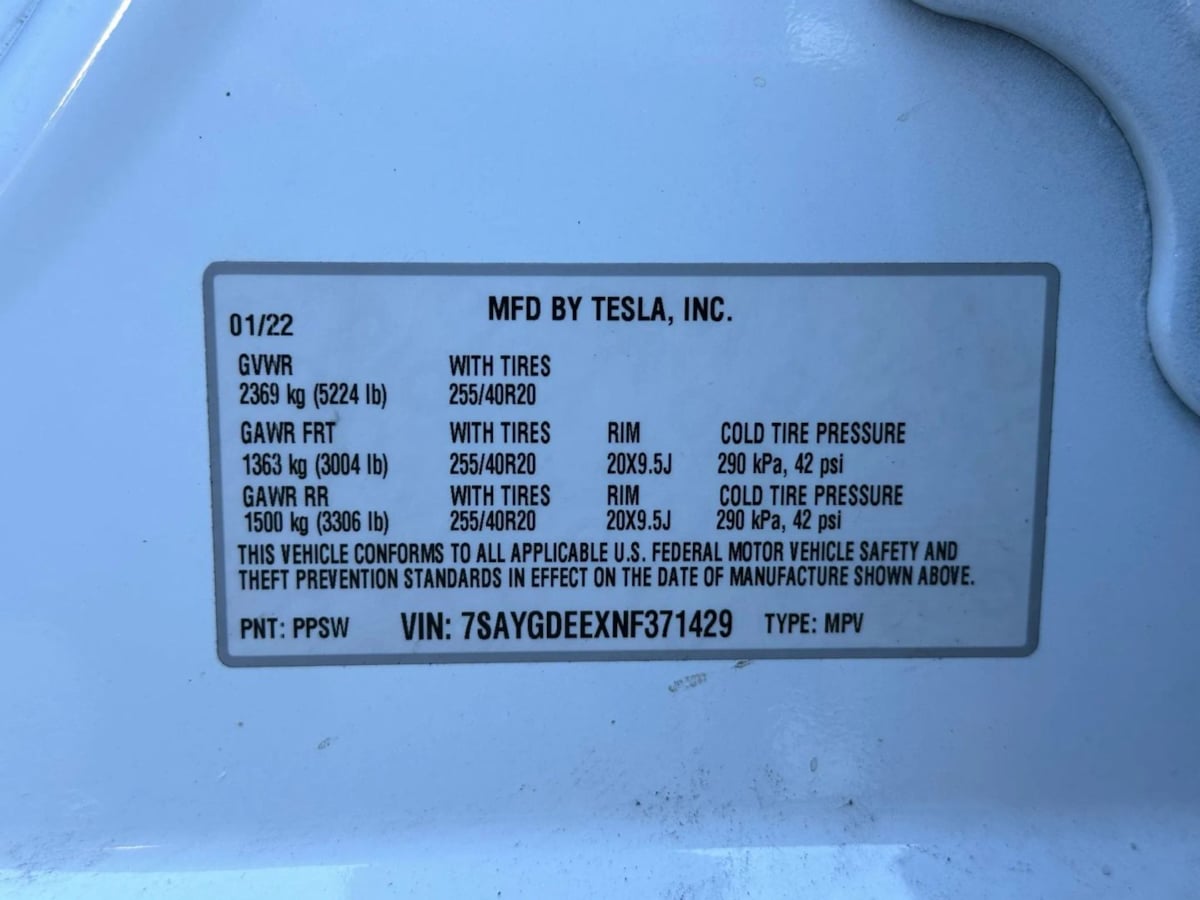 MFD BY TESLA, INC.
01/22
GVWR WITH TIRES
2369 kg (5224 lb) 255/40R20
GAWR FRT WITH TIRES RIM COLD TIRE PRESSURE
1363 kg (3004 lb) 255/40R20 20X9.5J 290 kPa, 42 psi
GAWR RR WITH TIRES RIM COLD TIRE PRESSURE
1500 kg (3306 lb) 255/40R20 20X9.5J 290 kPa, 42 psi
THIS VEHICLE CONFORMS TO ALL APPLICABLE U.S. FEDERAL MOTOR VEHICLE SAFETY AND
THEFT PREVENTION STANDARDS IN EFFECT ON THE DATE OF MANUFACTURE SHOWN ABOVE.
PNT: PPSW VIN: 7SAYGDEEXNF371429 TYPE: MPV